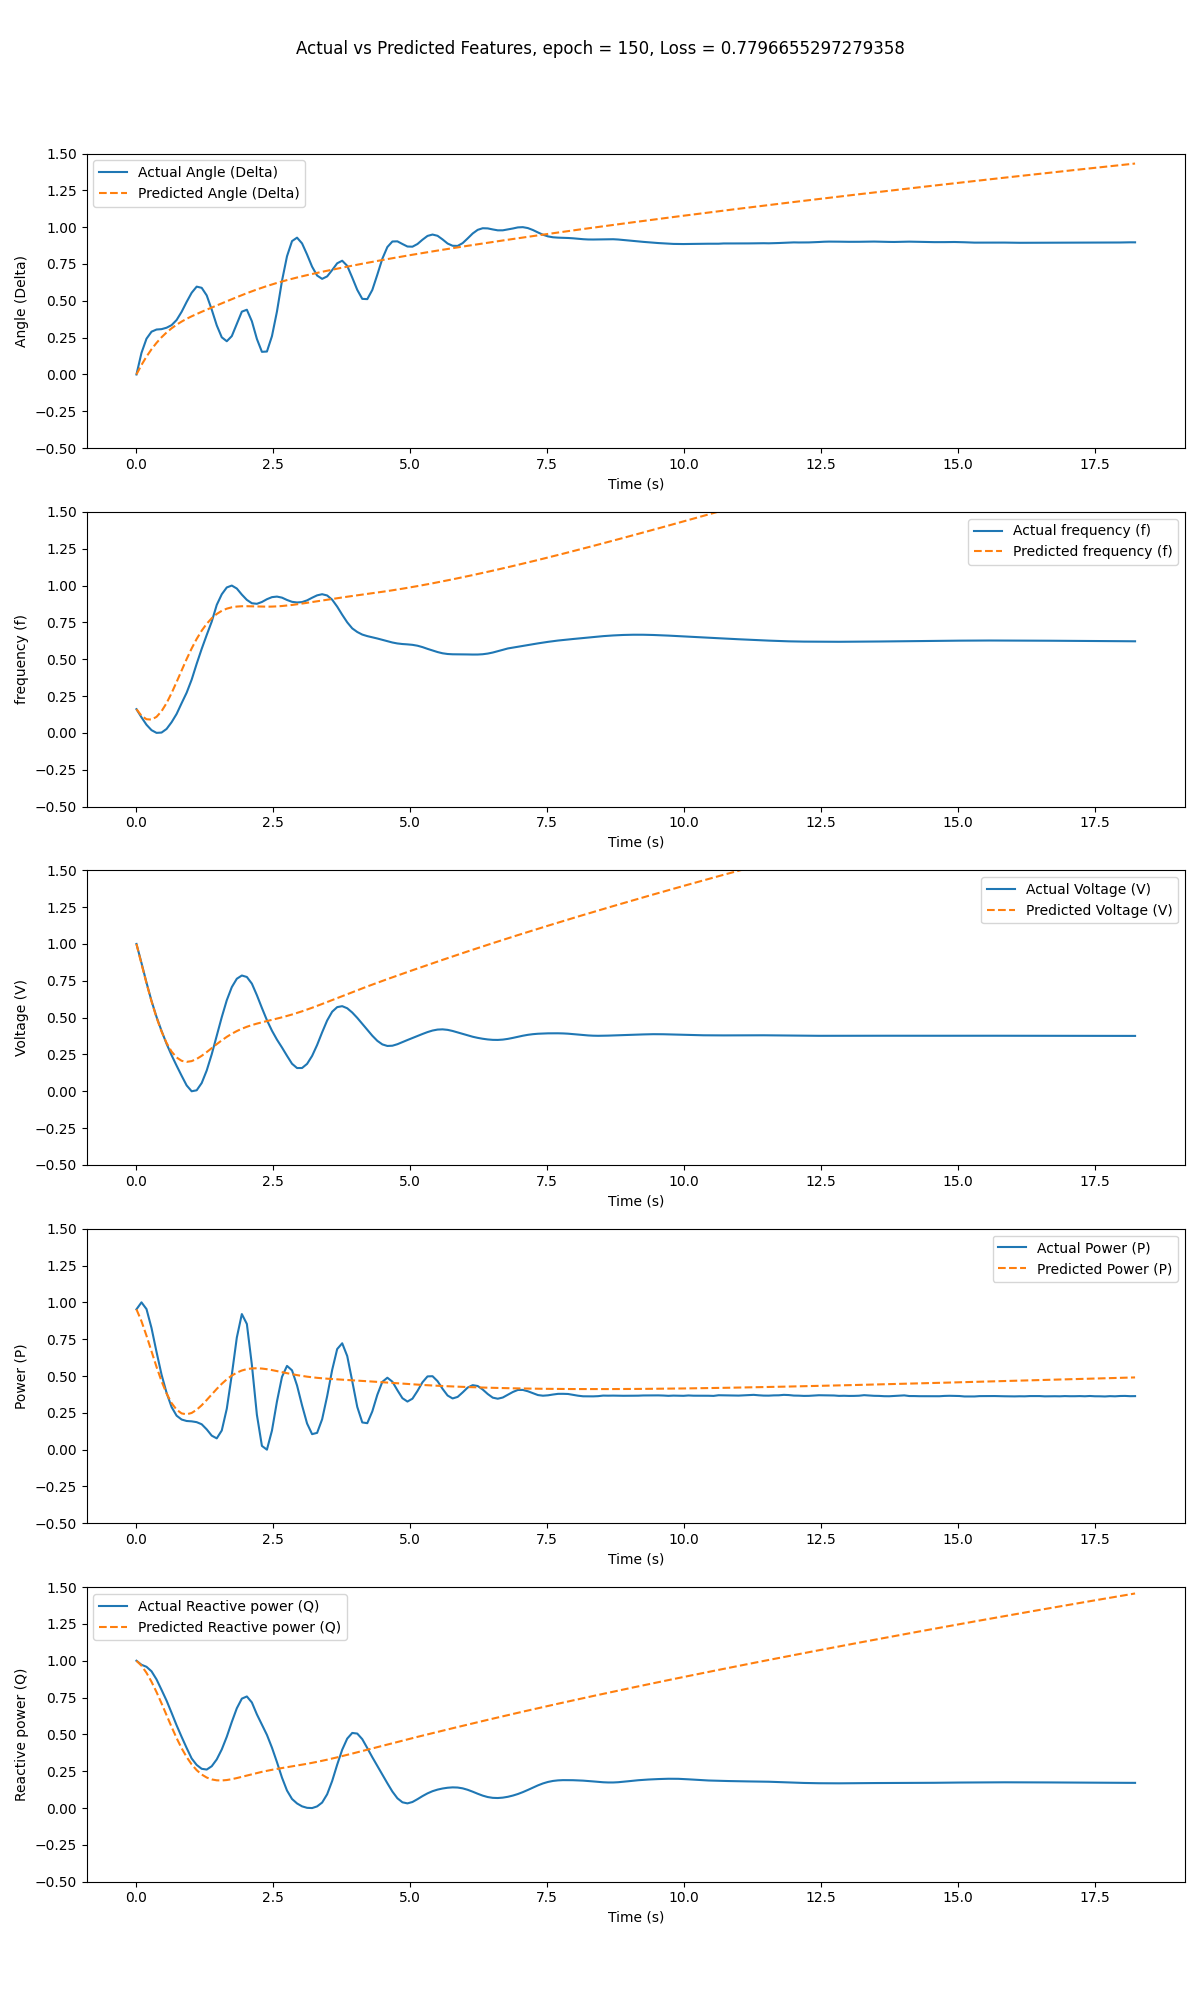 Actual vs Predicted Features, epoch = 150, Loss = 0.7796655297279358
Angle (Delta)
1.50
1.25
1.00
0.75
0.50
0.25
0.00
−0.25
−0.50
Actual Angle (Delta)
Predicted Angle (Delta)
0.0 2.5 5.0 7.5 10.0 12.5 15.0 17.5
Time (s)
frequency (f)
1.50
1.25
1.00
0.75
0.50
0.25
0.00
−0.25
−0.50
Actual frequency (f)
Predicted frequency (f)
0.0 2.5 5.0 7.5 10.0 12.5 15.0 17.5
Time (s)
Voltage (V)
1.50
1.25
1.00
0.75
0.50
0.25
0.00
−0.25
−0.50
Actual Voltage (V)
Predicted Voltage (V)
0.0 2.5 5.0 7.5 10.0 12.5 15.0 17.5
Time (s)
Power (P)
1.50
1.25
1.00
0.75
0.50
0.25
0.00
−0.25
−0.50
Actual Power (P)
Predicted Power (P)
0.0 2.5 5.0 7.5 10.0 12.5 15.0 17.5
Time (s)
Reactive power (Q)
1.50
1.25
1.00
0.75
0.50
0.25
0.00
−0.25
−0.50
Actual Reactive power (Q)
Predicted Reactive power (Q)
0.0 2.5 5.0 7.5 10.0 12.5 15.0 17.5
Time (s)